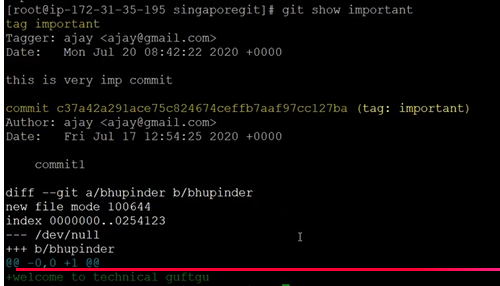 [root@ip-172-31-35-195 singaporegit]# git show important
tag important
Tagger: ajay <ajay@gmail.com>
Date:   Mon Jul 20 08:42:22 2020 +0000
this is very imp commit
commit c37a42a291ace75c824674ceffb7aaf97cc127ba (tag: important)
Author: ajay <ajay@gmail.com>
Date:   Fri Jul 17 12:54:25 2020 +0000
    commit1
diff --git a/bhupinder b/bhupinder
new file mode 100644
index 0000000..0254123
--- /dev/null
+++ b/bhupinder
@@ -0,0 +1 @@
+welcome to technical guftgu